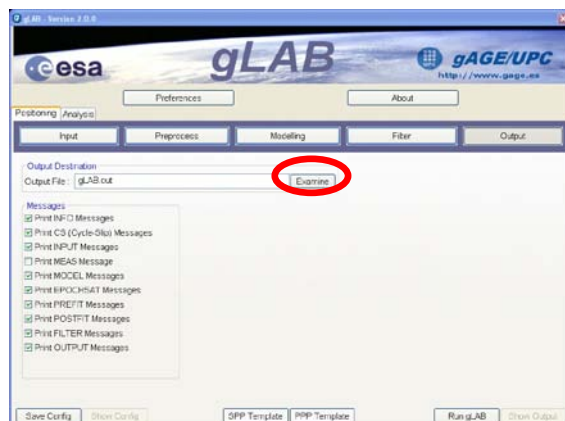 gLAB - Version 2.0.0
esa
gLAB
gAGE/UPC
http://www.gage.es
Preferences
About
Positioning
Analysis
Input
Preprocess
Modelling
Filter
Output
Output Destination
Output File :
gLAB.out
Examine
Messages
Print INFO Messages
Print CS (Cycle-Slip) Messages
Print INPUT Messages
Print MEAS Message
Print MODEL Messages
Print EPOCHSAT Messages
Print PREFIT Messages
Print POSTFIT Messages
Print FILTER Messages
Print OUTPUT Messages
Save Config
Show Config
SPP Template
PPP Template
Run gLAB
Show Output